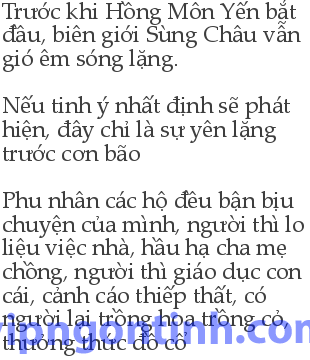 Trước khi Hồng Môn Yến bắt
đầu, biên giới Sùng Châu vẫn
gió êm sóng lặng.
Nếu tinh ý nhất định sẽ phát
hiện, đây chỉ là sự yên lặng
trước cơn bão
Phu nhân các hộ đều bận bịu
chuyện của mình, người thì lo
liệu việc nhà, hầu hạ cha mẹ
chồng, người thì giáo dục con
cái, cảnh cáo thiếp thất, có
người lại trồng hoa trồng cỏ,
thưởng thức đồ cổ
vipngontinh.com